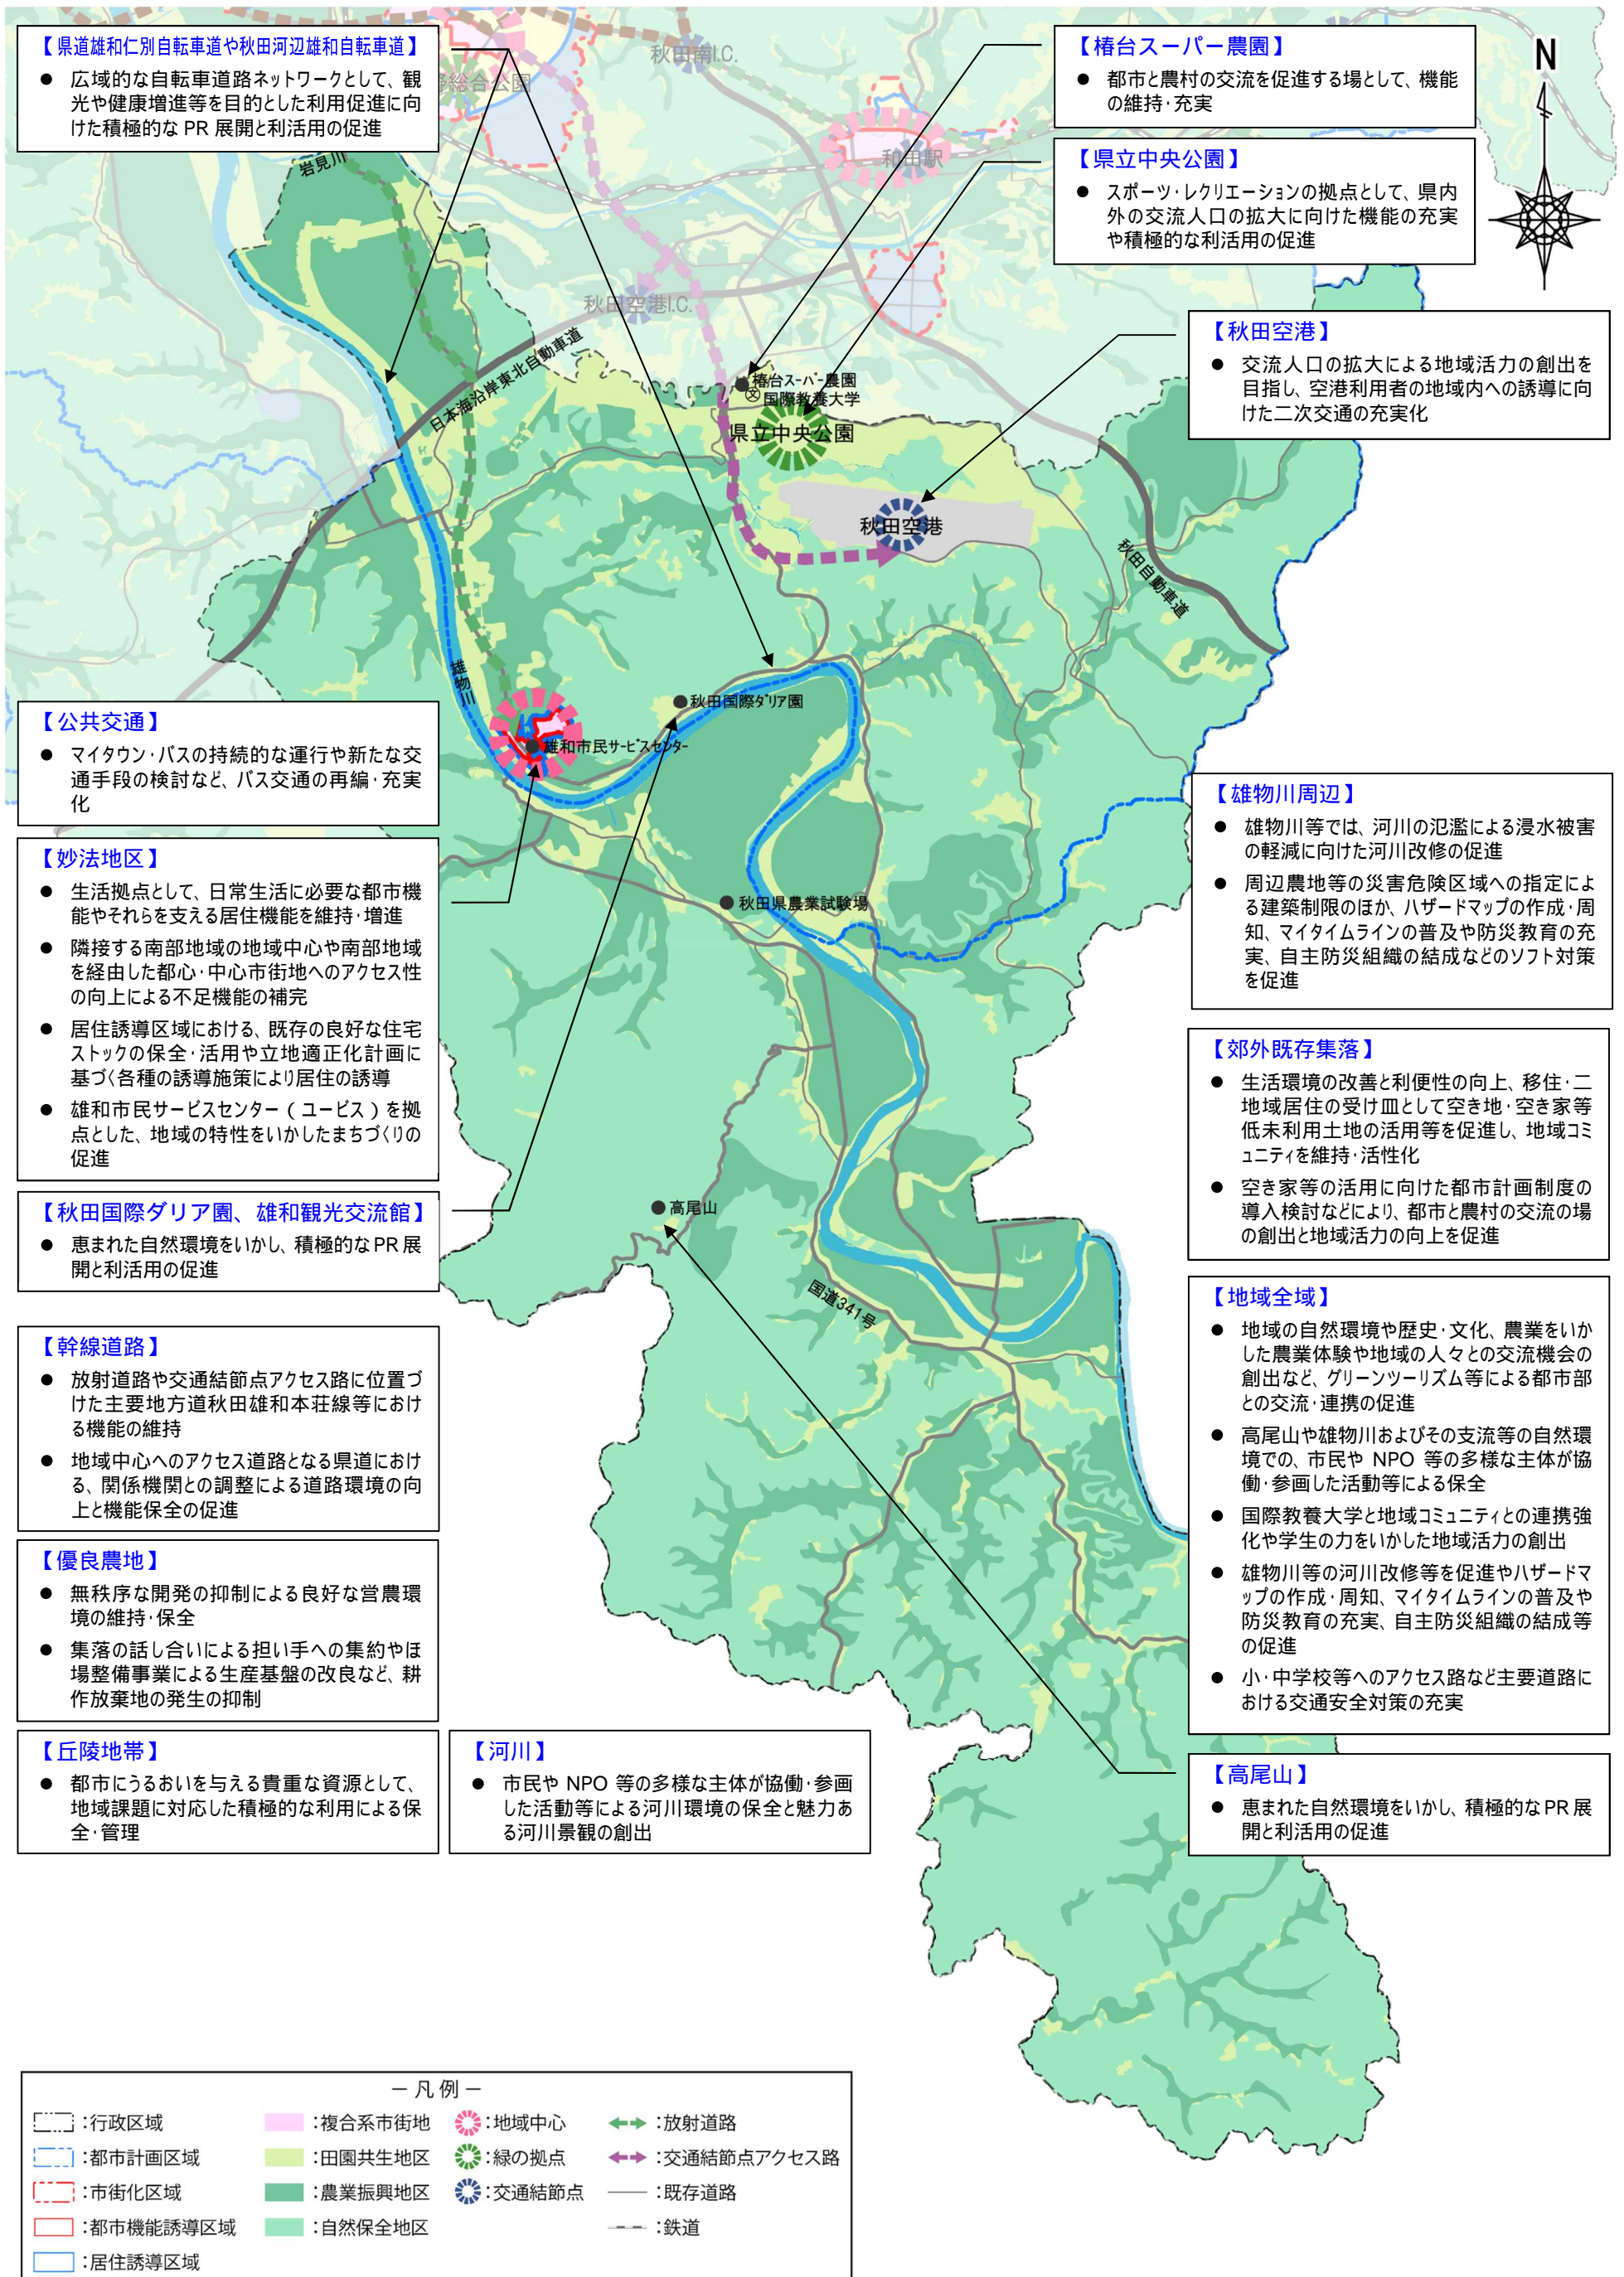 【県道雄和仁別自転車道や秋田河辺雄和自転車道】
● 広域的な自転車道路ネットワークとして、観
光や健康増進等を目的とした利用促進に向
けた積極的な PR 展開と利活用の促進
【椿台スーパー農園】
● 都市と農村の交流を促進する場として、機能
の維持・充実
【県立中央公園】
● スポーツ・レクリエーションの拠点として、県内
外の交流人口の拡大に向けた機能の充実
や積極的な利活用の促進
【秋田空港】
● 交流人口の拡大による地域活力の創出を
目指し、空港利用者の地域内への誘導に向
けた二次交通の充実化
N
野総合公園
秋田南I.C.
和田駅
岩見川
秋田空港I.C.
日本海沿岸東北自動車道
椿台スーパー農園
国際教養大学
県立中央公園
秋田空港
秋田自動車道
雄物川
秋田国際ダリア園
雄和市民サービスセンター
秋田県農業試験場
高尾山
国道341号
【公共交通】
● マイタウン・バスの持続的な運行や新たな交
通手段の検討など、バス交通の再編・充実
化
【妙法地区】
● 生活拠点として、日常生活に必要な都市機
能やそれらを支える居住機能を維持・増進
● 隣接する南部地域の地域中心や南部地域
を経由した都心・中心市街地へのアクセス性
の向上による不足機能の補完
● 居住誘導区域における、既存の良好な住宅
ストックの保全・活用や立地適正化計画に
基づく各種の誘導施策により居住の誘導
● 雄和市民サービスセンター（ユービス）を拠
点とした、地域の特性をいかしたまちづくりの
促進
【秋田国際ダリア園、雄和観光交流館】
● 恵まれた自然環境をいかし、積極的な PR 展
開と利活用の促進
【幹線道路】
● 放射道路や交通結節点アクセス路に位置づ
けた主要地方道秋田雄和本荘線等におけ
る機能の維持
● 地域中心へのアクセス道路となる県道におけ
る、関係機関との調整による道路環境の向
上と機能保全の促進
【優良農地】
● 無秩序な開発の抑制による良好な営農環
境の維持・保全
● 集落の話し合いによる担い手への集約やほ
場整備事業による生産基盤の改良など、耕
作放棄地の発生の抑制
【丘陵地帯】
● 都市にうるおいを与える貴重な資源として、
地域課題に対応した積極的な利用による保
全・管理
【河川】
● 市民や NPO 等の多様な主体が協働・参画
した活動等による河川環境の保全と魅力あ
る河川景観の創出
【雄物川周辺】
● 雄物川等では、河川の氾濫による浸水被害
の軽減に向けた河川改修の促進
● 周辺農地等の災害危険区域への指定によ
る建築制限のほか、ハザードマップの作成・周
知、マイタイムラインの普及や防災教育の充
実、自主防災組織の結成などのソフト対策
を促進
【郊外既存集落】
● 生活環境の改善と利便性の向上、移住・二
地域居住の受け皿として空き地・空き家等
低未利用土地の活用等を促進し、地域コミ
ュニティを維持・活性化
● 空き家等の活用に向けた都市計画制度の
導入検討などにより、都市と農村の交流の場
の創出と地域活力の向上を促進
【地域全域】
● 地域の自然環境や歴史・文化、農業をいか
した農業体験や地域の人々との交流機会の
創出など、グリーンツーリズム等による都市部
との交流・連携の促進
● 高尾山や雄物川およびその支流等の自然環
境での、市民や NPO 等の多様な主体が協
働・参画した活動等による保全
● 国際教養大学と地域コミュニティとの連携強
化や学生の力をいかした地域活力の創出
● 雄物川等の河川改修等を促進やハザードマ
ップの作成・周知、マイタイムラインの普及や
防災教育の充実、自主防災組織の結成等
の促進
● 小・中学校等へのアクセス路など主要道路に
おける交通安全対策の充実
【高尾山】
● 恵まれた自然環境をいかし、積極的な PR 展
開と利活用の促進
－ 凡 例 －
：行政区域
：都市計画区域
：市街化区域
：都市機能誘導区域
：居住誘導区域
：複合系市街地
：田園共生地区
：農業振興地区
：自然保全地区
：地域中心
：緑の拠点
：交通結節点
：放射道路
：交通結節点アクセス路
：既存道路
：鉄道